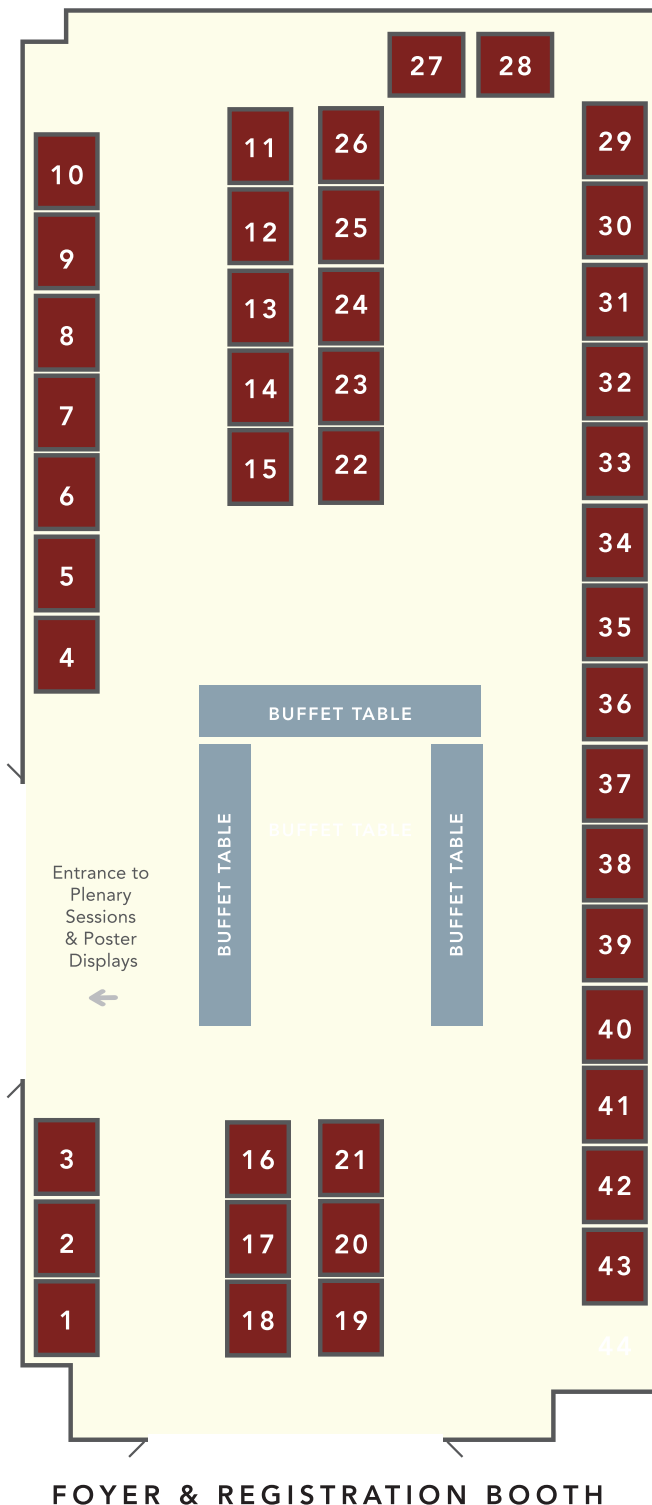 27 28
11 26 29
10
12 25 30
9
13 24 31
8
14 23 32
7
15 22 33
6
34
5
35
4
36
BUFFET TABLE
37
BUFFET TABLE
38
Entrance to
Plenary
Sessions
& Poster
Displays
BUFFET TABLE
BUFFET TABLE
39
40
41
3 16 21
42
2 17 20
43
1 18 19
44
FOYER & REGISTRATION BOOTH